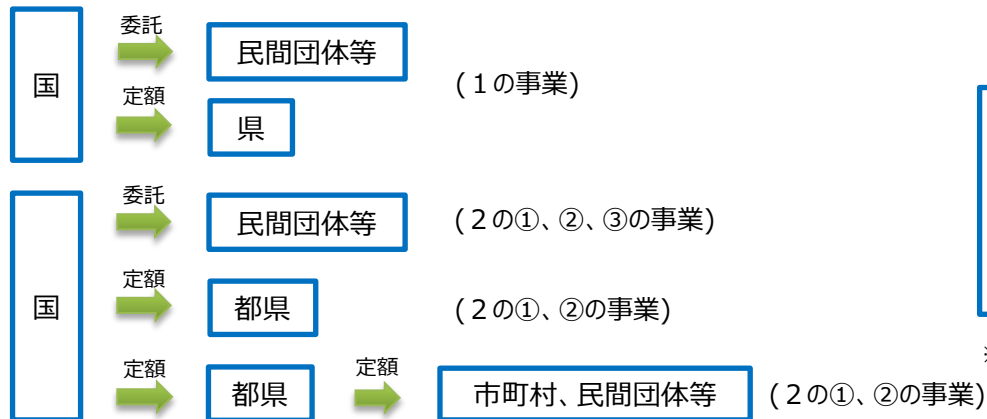 委託
国
民間団体等
(１の事業)
定額
県
委託
国
民間団体等
(２の①、②、③の事業)
定額
都県
(２の①、②の事業)
定額
都県
定額
市町村、民間団体等
(２の①、②の事業)